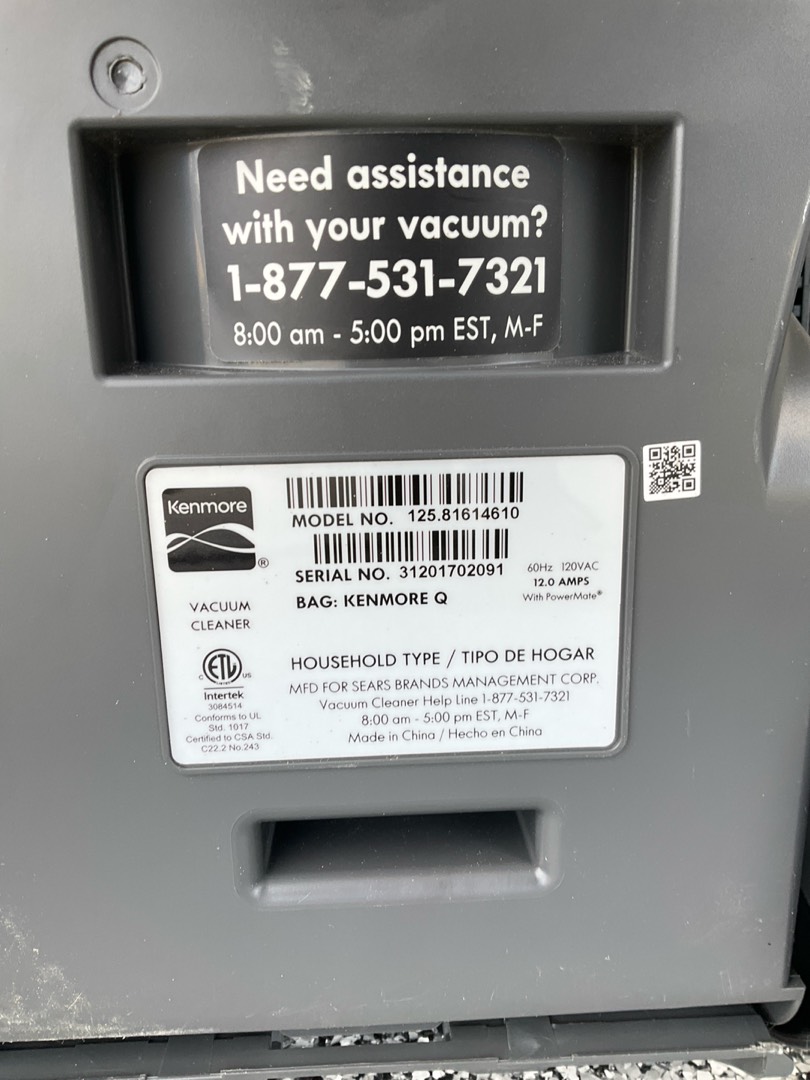 Need assistance
with your vacuum?
1-877-531-7321
8:00 am - 5:00 pm EST, M-F
Kenmore
®
MODEL NO. 125.81614610
SERIAL NO. 31201702091
BAG: KENMORE Q
60Hz 120VAC
12.0 AMPS
With PowerMate®
VACUUM
CLEANER
C ETL US
Intertek
3084514
Conforms to UL
Std. 1017
Certified to CSA Std.
C22.2 No.243
HOUSEHOLD TYPE / TIPO DE HOGAR
MFD FOR SEARS BRANDS MANAGEMENT CORP.
Vacuum Cleaner Help Line 1-877-531-7321
8:00 am - 5:00 pm EST, M-F
Made in China / Hecho en China